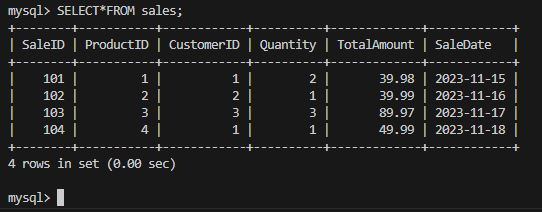 mysql> SELECT*FROM sales;
+--------+-----------+------------+----------+-------------+------------+
| SaleID | ProductID | CustomerID | Quantity | TotalAmount | SaleDate   |
+--------+-----------+------------+----------+-------------+------------+
|    101 |         1 |          1 |        2 |       39.98 | 2023-11-15 |
|    102 |         2 |          2 |        1 |       39.99 | 2023-11-16 |
|    103 |         3 |          3 |        3 |       89.97 | 2023-11-17 |
|    104 |         4 |          1 |        1 |       49.99 | 2023-11-18 |
+--------+-----------+------------+----------+-------------+------------+
4 rows in set (0.00 sec)
mysql>